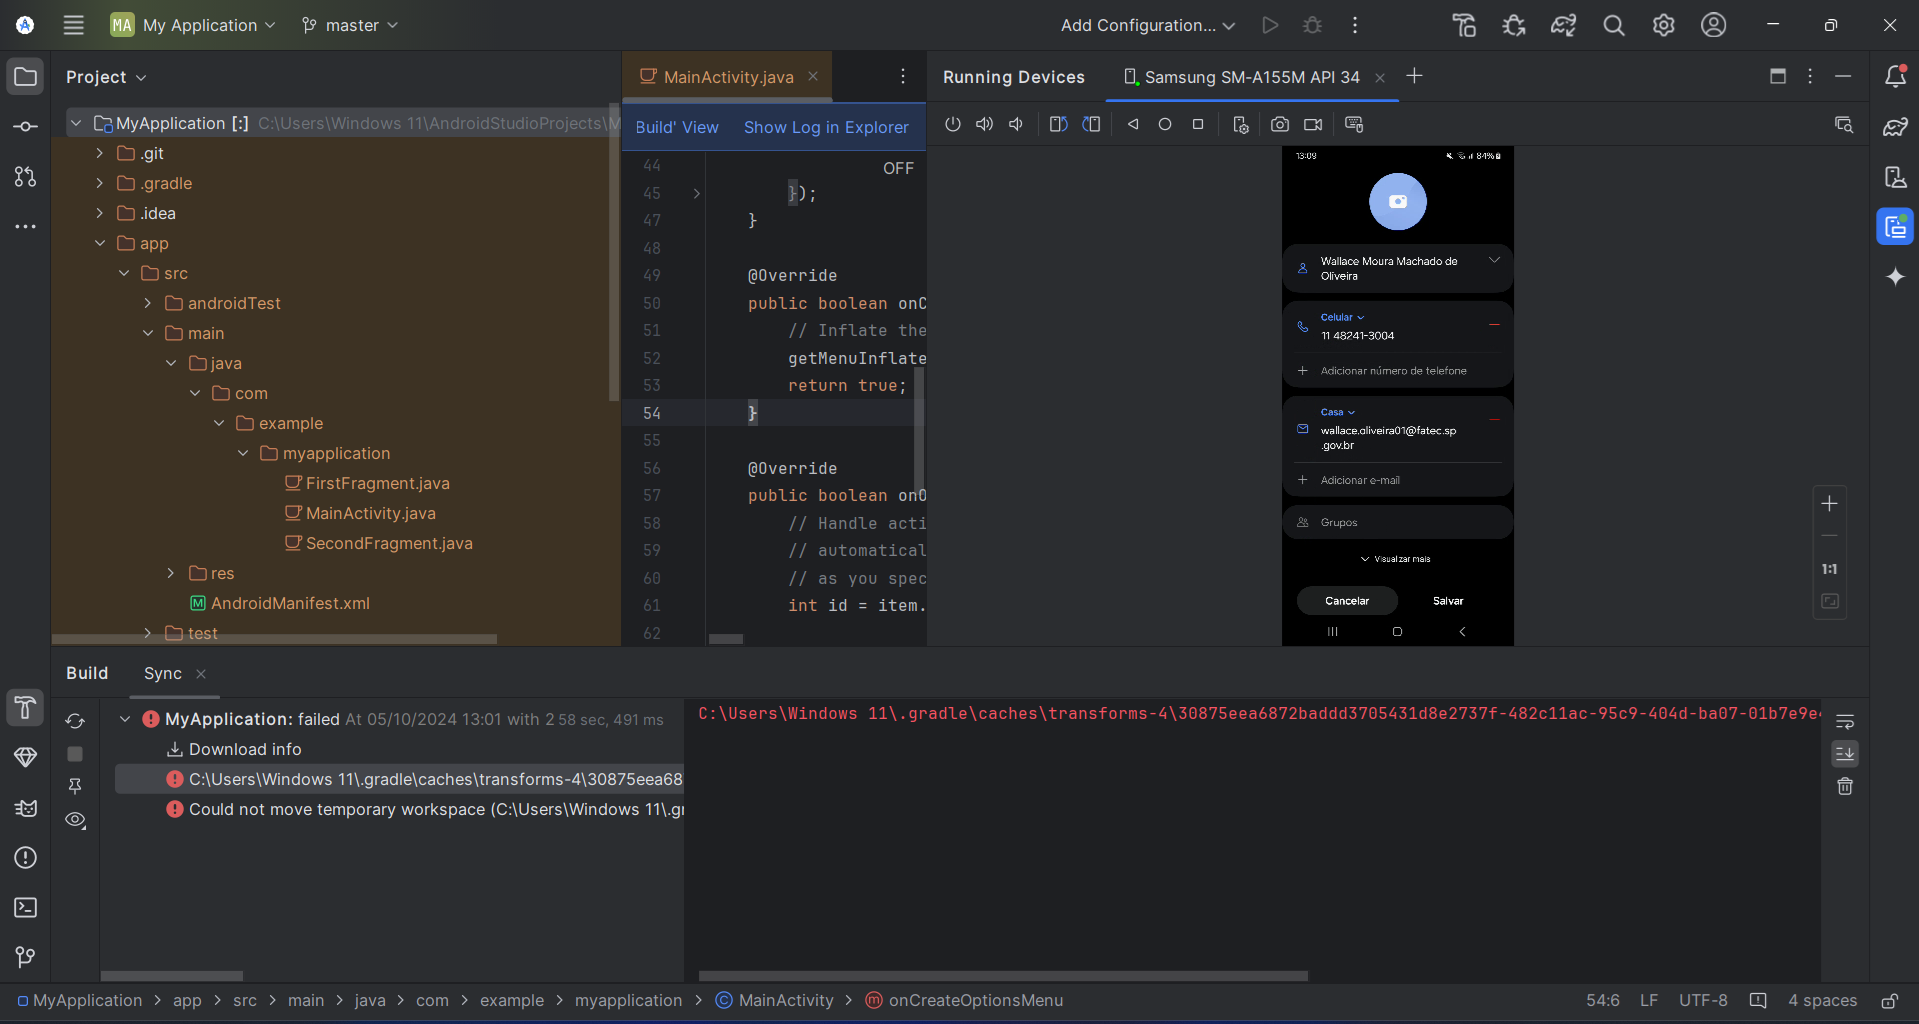 MA My Application master Add Configuration...
Project
MainActivity.java
Running Devices Samsung SM-A155M API 34
MyApplication [:] C:\Users\Windows 11\AndroidStudioProjects\M
.git
.gradle
.idea
app
src
androidTest
main
java
com
example
myapplication
FirstFragment.java
MainActivity.java
SecondFragment.java
res
AndroidManifest.xml
test
Build' View Show Log in Explorer
OFF
44
45 });
47 }
48
49 @Override
50 public boolean onC
51 // Inflate the
52 getMenuInflate
53 return true;
54 }
55
56 @Override
57 public boolean onO
58 // Handle acti
59 // automatical
60 // as you spec
61 int id = item.
62
13:09 84%
Wallace Moura Machado de
Oliveira
Celular
11 48241-3004
Adicionar número de telefone
Casa
wallace.oliveira01@fatec.sp
.gov.br
Adicionar e-mail
Grupos
Visualizar mais
Cancelar Salvar
1:1
Build Sync
MyApplication: failed At 05/10/2024 13:01 with 2 58 sec, 491 ms
Download info
C:\Users\Windows 11\.gradle\caches\transforms-4\30875eea68
Could not move temporary workspace (C:\Users\Windows 11\.gr
C:\Users\Windows 11\.gradle\caches\transforms-4\30875eea6872baddd3705431d8e2737f-482c11ac-95c9-404d-ba07-01b7e9e
MyApplication > app > src > main > java > com > example > myapplication > MainActivity > onCreateOptionsMenu
54:6 LF UTF-8 4 spaces